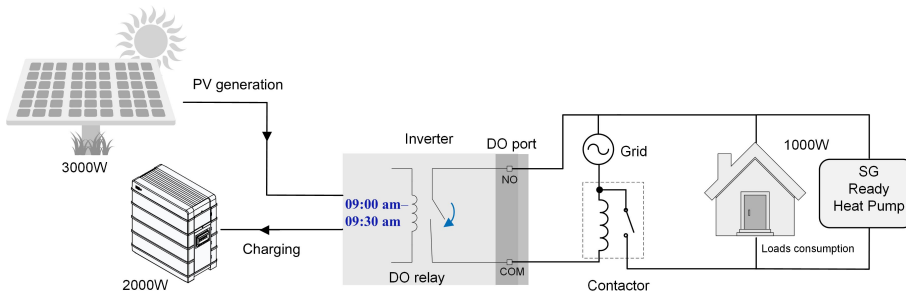 PV generation
3000W
Inverter
DO port
NO
Grid
1000W
SG
Ready
Heat Pump
09:00 am
09:30 am
Charging
2000W
DO relay
COM
Contactor
Loads consumption